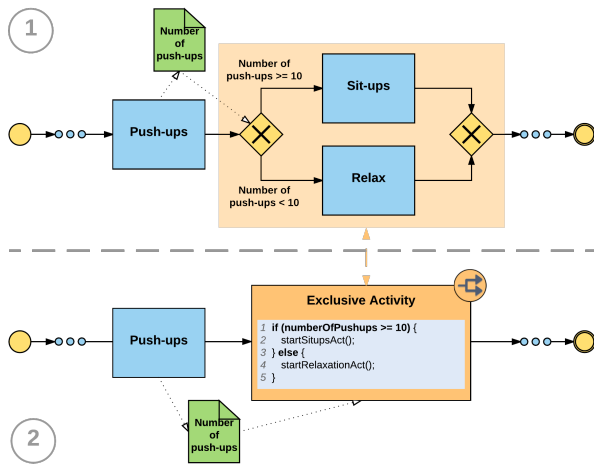 1
Number
of
push-ups
Number of
push-ups >= 10
Sit-ups
Push-ups
Relax
Number of
push-ups < 10
Exclusive Activity
1 if (numberOfPushups >= 10) {
2 startSitupsAct();
3 } else {
4 startRelaxationAct();
5 }
Push-ups
Number
of
push-ups
2